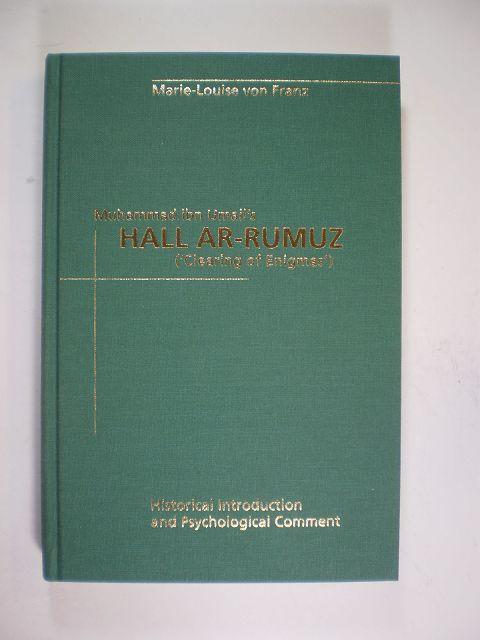 Marie-Louise von Franz
Muhammad ibn Umail's
HALL AR-RUMUZ
('Clearing of Enigmas')
Historical Introduction
and Psychological Comment